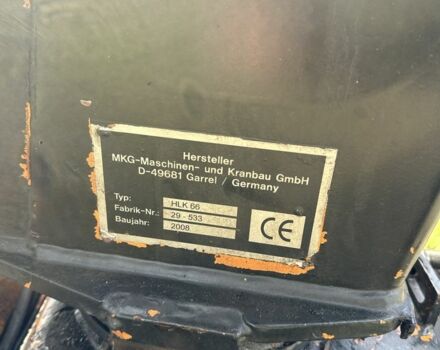 Hersteller
MKG-Maschinen- und Kranbau GmbH
D-49681 Garrel / Germany
Typ: HLK 66
Fabrik-Nr.: 29 - 533
Baujahr: 2008
CE